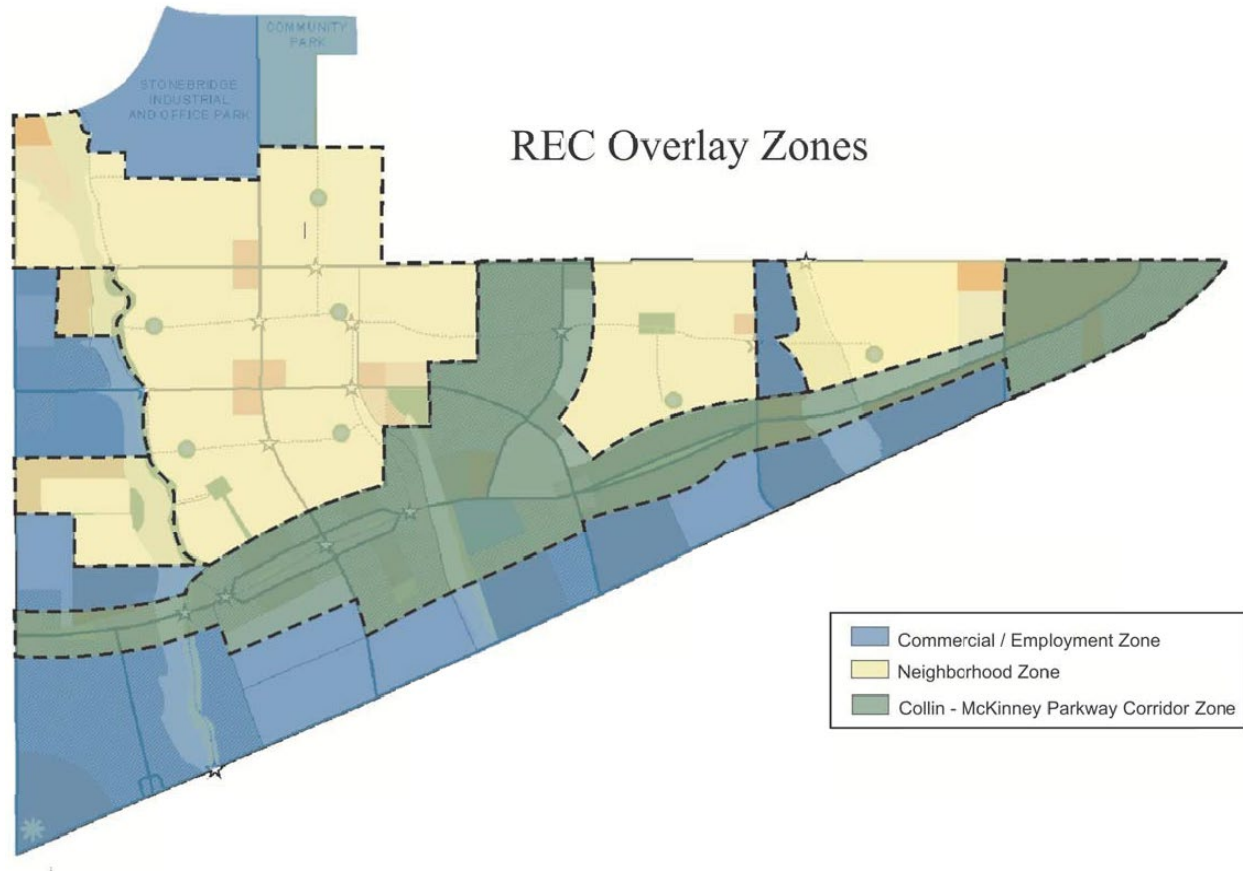 COMMUNITY
PARK
STONEBRIDGE
INDUSTRIAL
AND OFFICE PARK
REC Overlay Zones
Commercial / Employment Zone
Neighborhood Zone
Collin - McKinney Parkway Corridor Zone